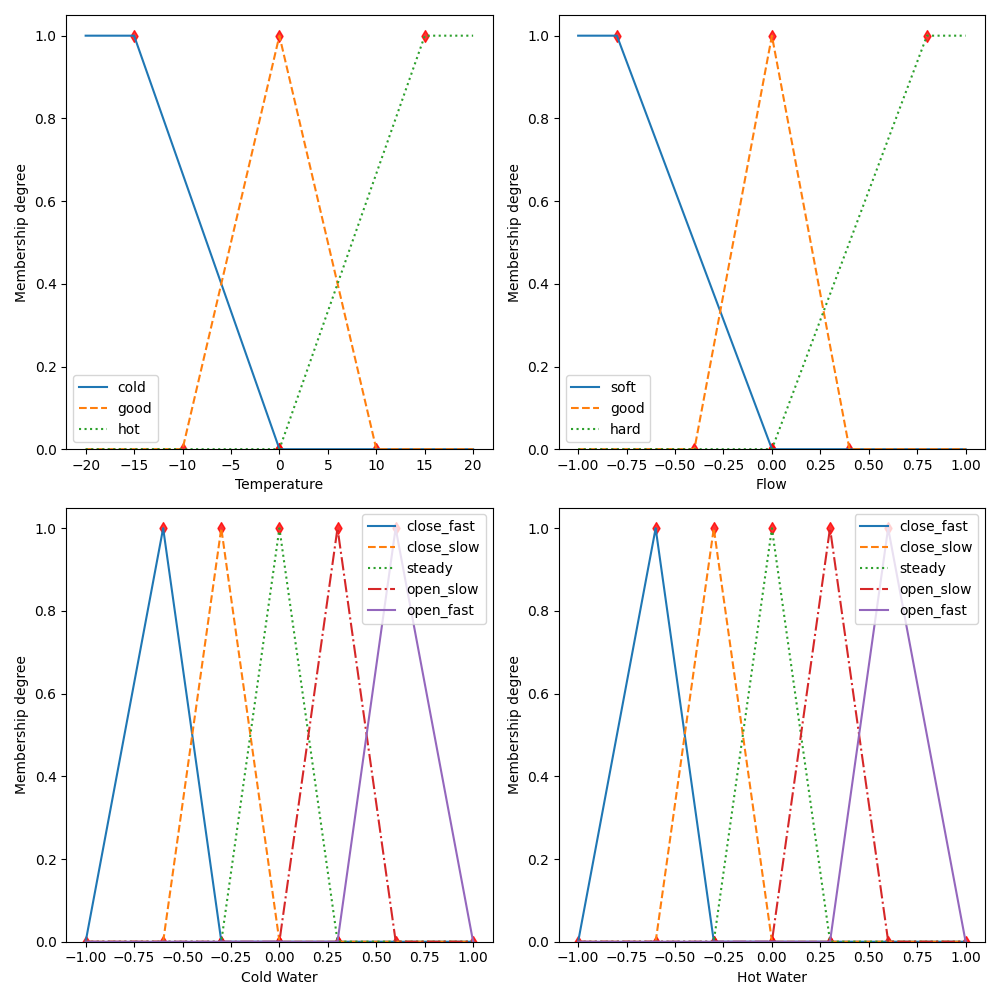 Membership degree
1.0
0.8
0.6
0.4
0.2
0.0
cold
good
hot
−20 −15 −10 −5 0 5 10 15 20
Temperature
Membership degree
1.0
0.8
0.6
0.4
0.2
0.0
soft
good
hard
−1.00 −0.75 −0.50 −0.25 0.00 0.25 0.50 0.75 1.00
Flow
Membership degree
1.0
0.8
0.6
0.4
0.2
0.0
close_fast
close_slow
steady
open_slow
open_fast
−1.00 −0.75 −0.50 −0.25 0.00 0.25 0.50 0.75 1.00
Cold Water
Membership degree
1.0
0.8
0.6
0.4
0.2
0.0
close_fast
close_slow
steady
open_slow
open_fast
−1.00 −0.75 −0.50 −0.25 0.00 0.25 0.50 0.75 1.00
Hot Water